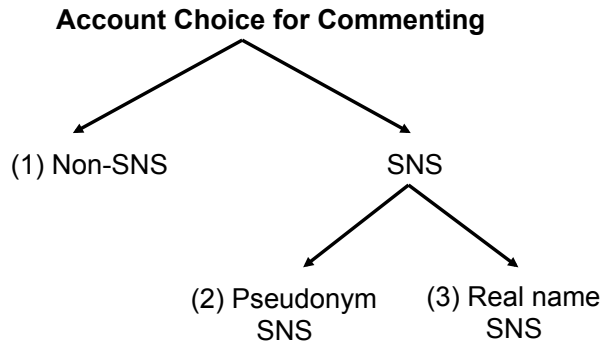 Account Choice for Commenting
(1) Non-SNS
SNS
(2) Pseudonym
SNS
(3) Real name
SNS